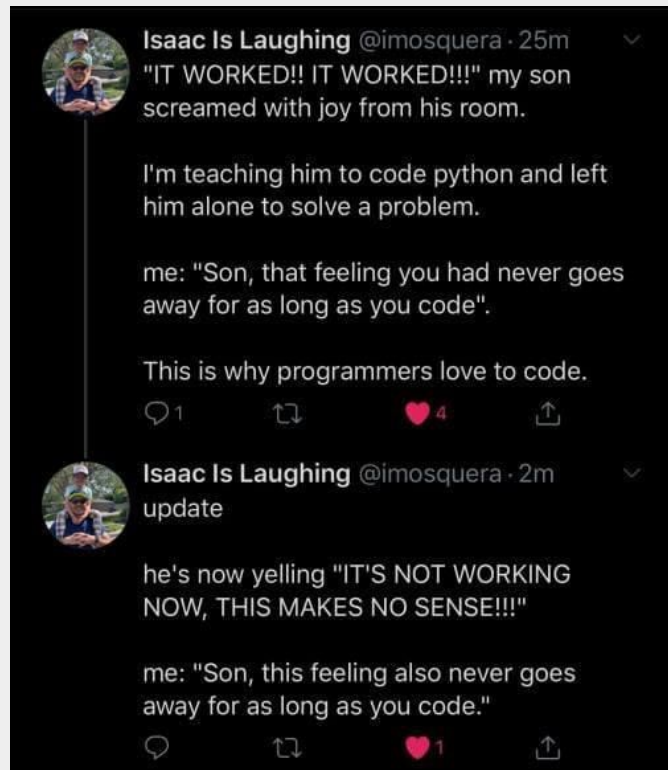 Isaac Is Laughing @imosquera · 25m
"IT WORKED!! IT WORKED!!!" my son
screamed with joy from his room.
I'm teaching him to code python and left
him alone to solve a problem.
me: "Son, that feeling you had never goes
away for as long as you code".
This is why programmers love to code.
1 4
Isaac Is Laughing @imosquera · 2m
update
he's now yelling "IT'S NOT WORKING
NOW, THIS MAKES NO SENSE!!!"
me: "Son, this feeling also never goes
away for as long as you code."
1